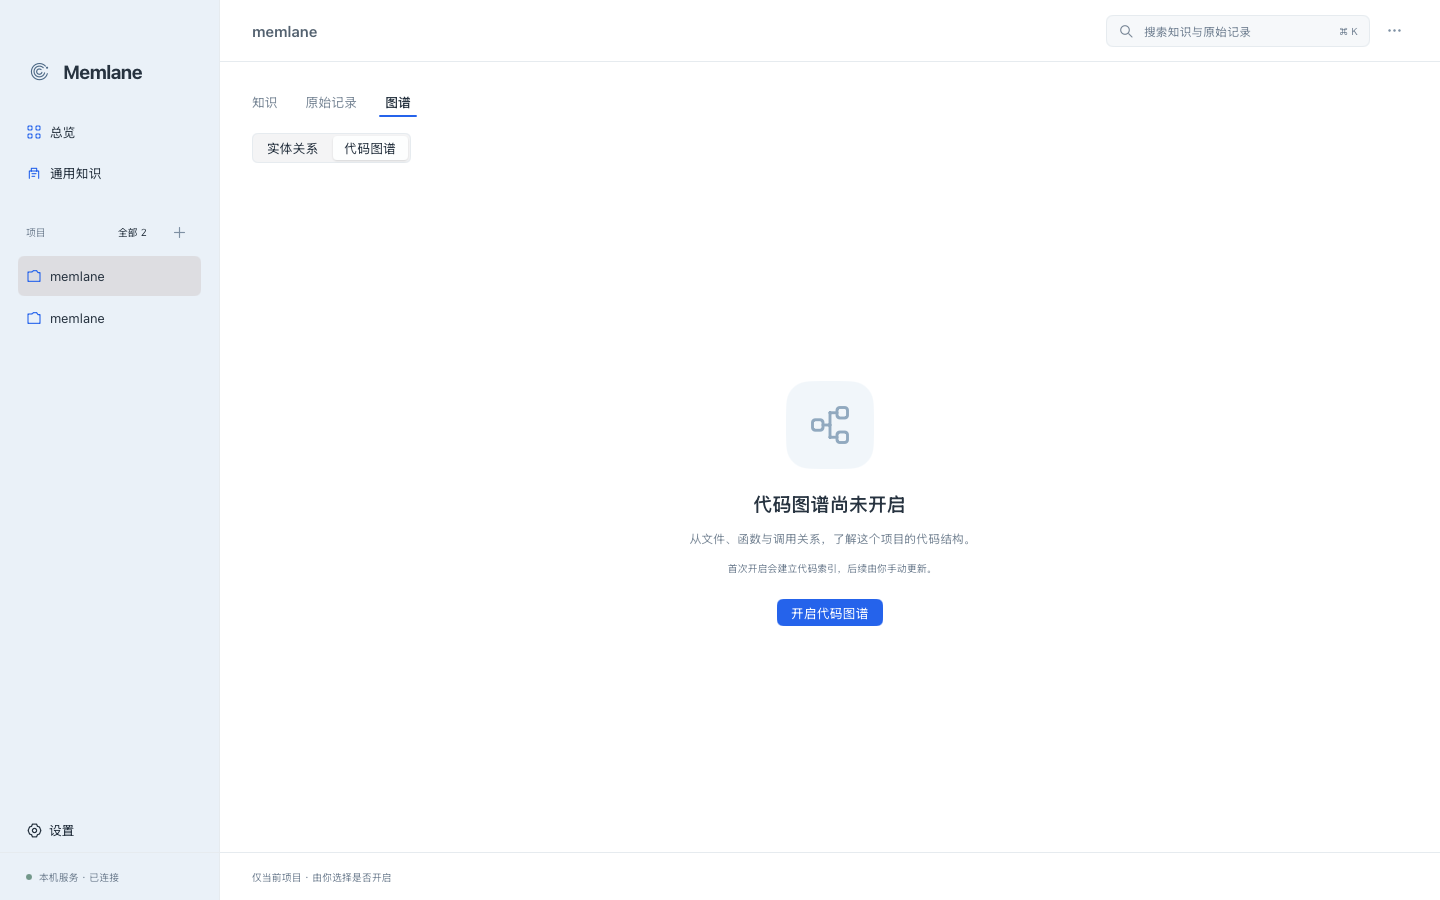 Memlane
总览
通用知识
项目 全部 2
memlane
memlane
设置
本机服务 · 已连接
memlane
搜索知识与原始记录 ⌘ K
知识 原始记录 图谱
实体关系 代码图谱
代码图谱尚未开启
从文件、函数与调用关系，了解这个项目的代码结构。
首次开启会建立代码索引，后续由你手动更新。
开启代码图谱
仅当前项目 · 由你选择是否开启